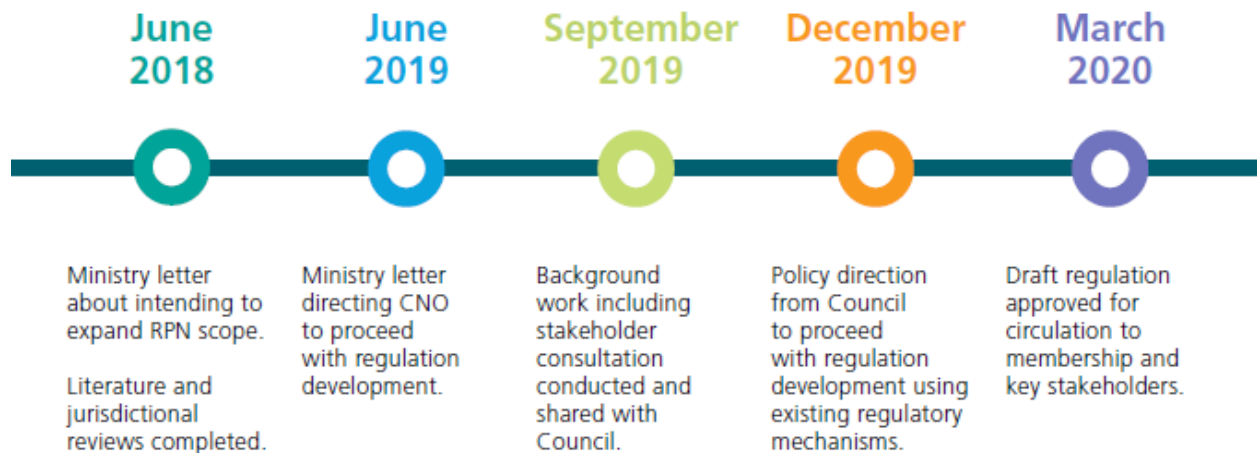 June
2018
June
2019
September
2019
December
2019
March
2020
Ministry letter
about intending to
expand RPN scope.
Literature and
jurisdictional
reviews completed.
Ministry letter
directing CNO
to proceed
with regulation
development.
Background
work including
stakeholder
consultation
conducted and
shared with
Council.
Policy direction
from Council
to proceed
with regulation
development using
existing regulatory
mechanisms.
Draft regulation
approved for
circulation to
membership and
key stakeholders.